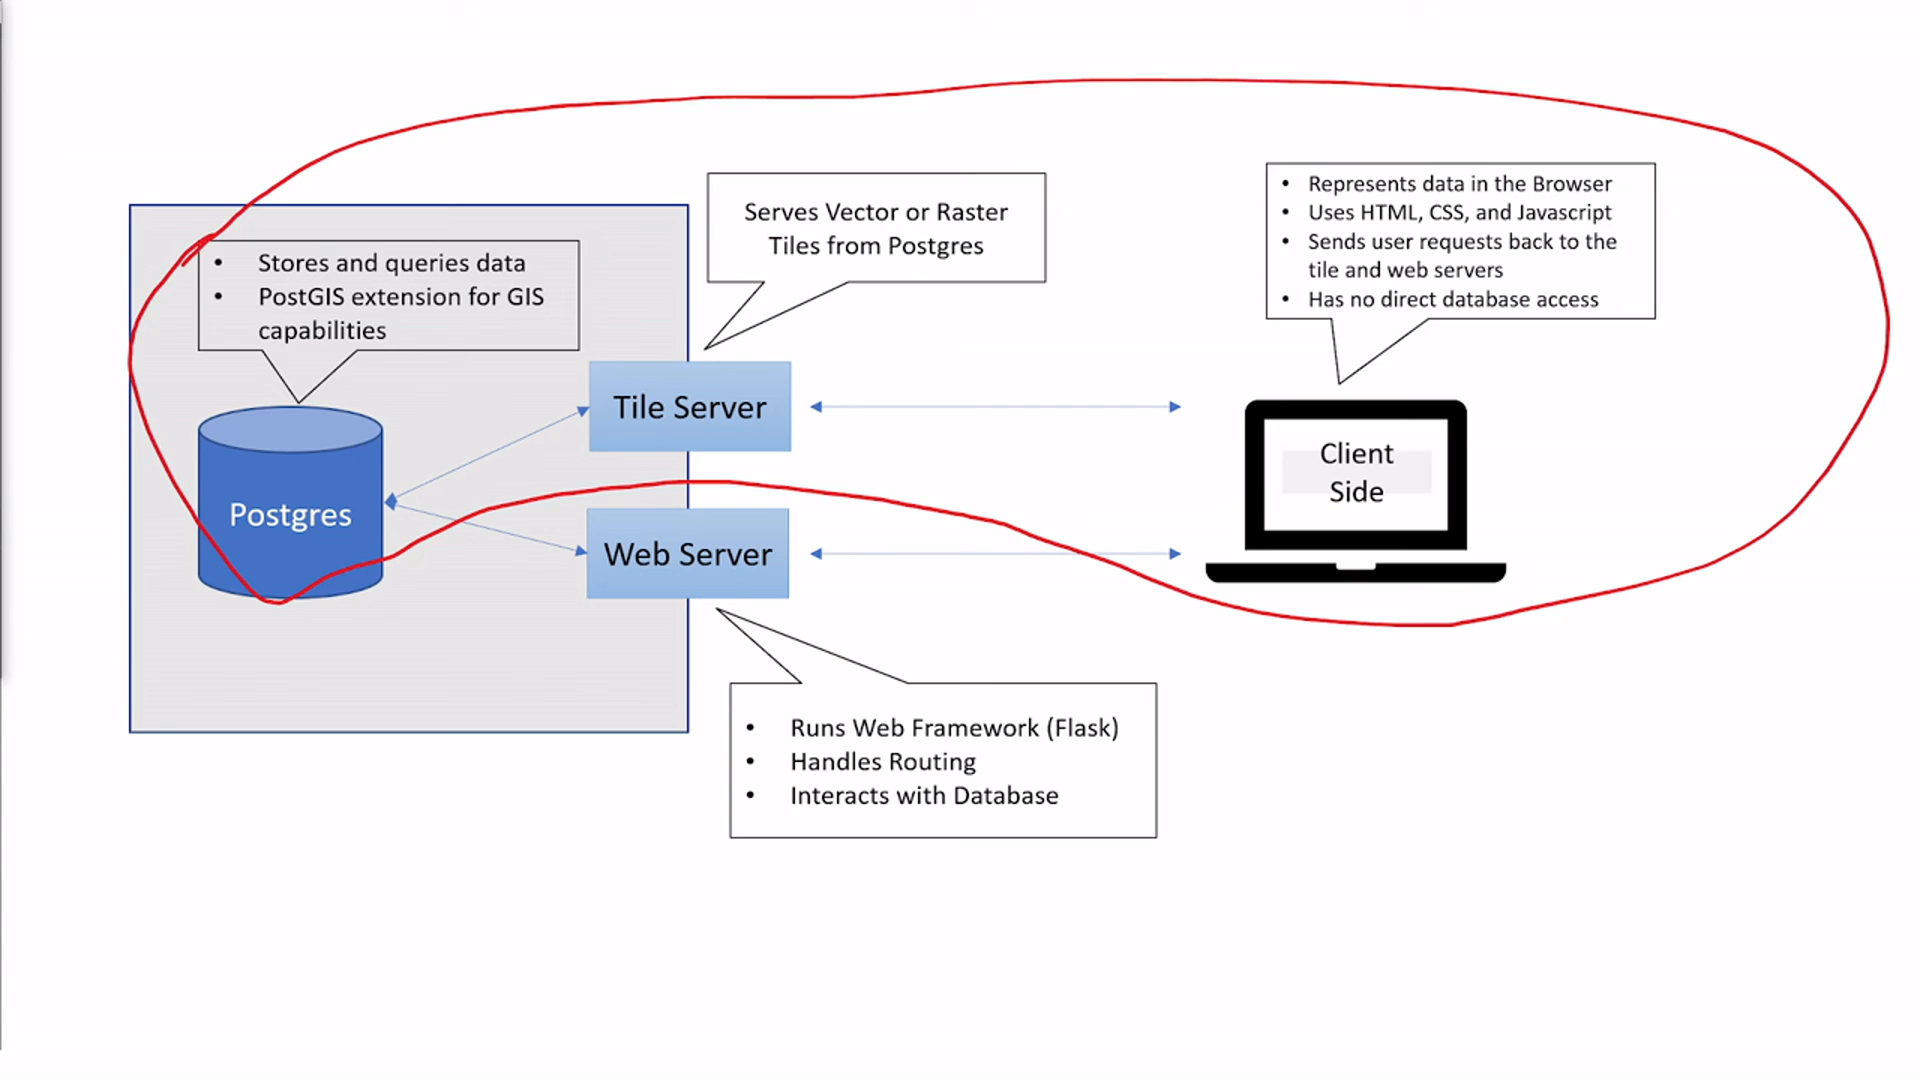 Serves Vector or Raster
Tiles from Postgres
• Represents data in the Browser
• Uses HTML, CSS, and Javascript
• Sends user requests back to the
tile and web servers
• Has no direct database access
• Stores and queries data
• PostGIS extension for GIS
capabilities
Tile Server
Client
Side
Postgres
Web Server
• Runs Web Framework (Flask)
• Handles Routing
• Interacts with Database